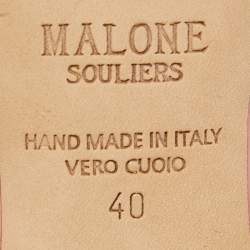 MALONE
SOULIERS
HAND MADE IN ITALY
VERO CUOIO
40